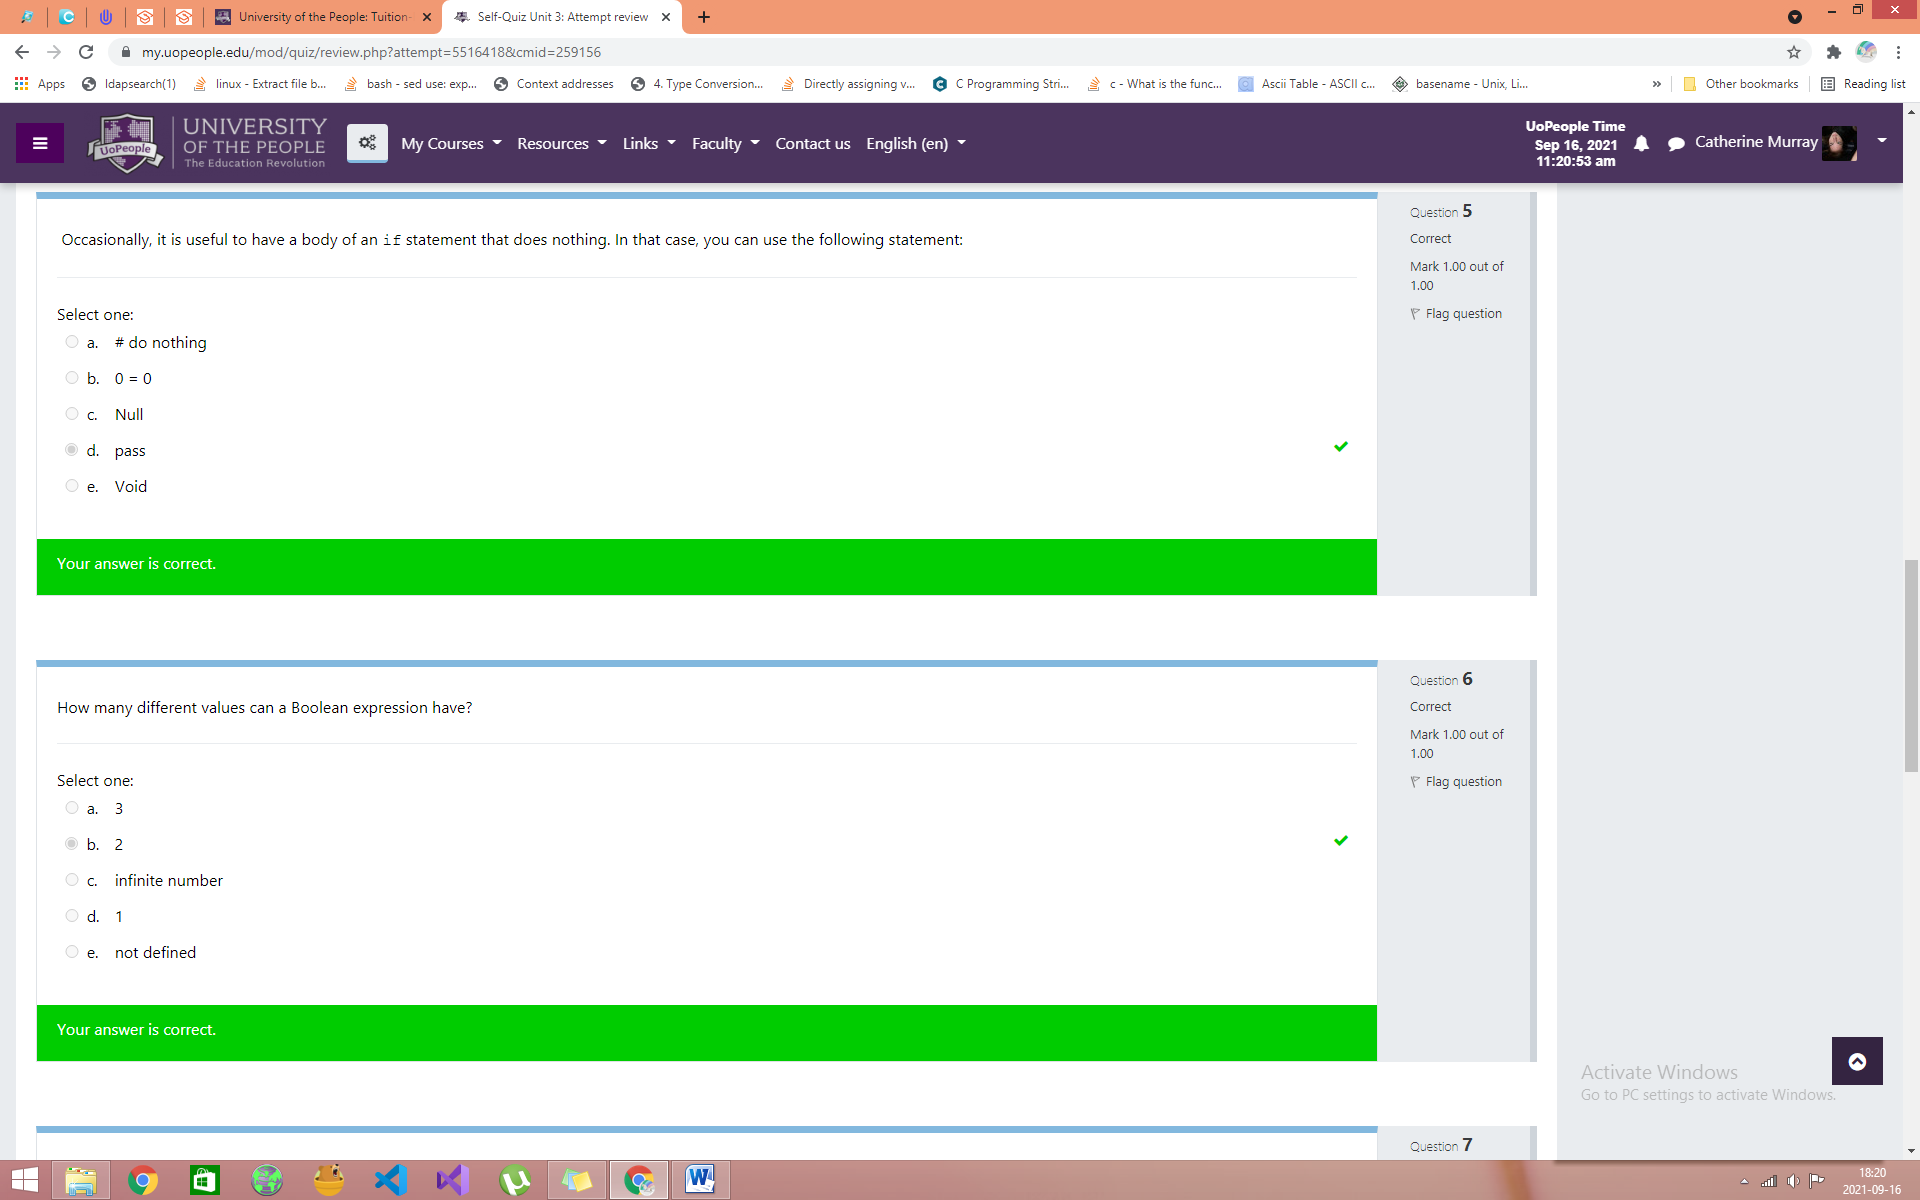 University of the People: Tuition-
Self-Quiz Unit 3: Attempt review
my.uopeople.edu/mod/quiz/review.php?attempt=5516418&cmid=259156
Apps
ldapsearch(1)
linux - Extract file b...
bash - sed use: exp...
Context addresses
4. Type Conversion...
Directly assigning v...
C Programming Stri...
c - What is the func...
Ascii Table - ASCII c...
basename - Unix, Li...
»
Other bookmarks
Reading list
UoPeople
UNIVERSITY
OF THE PEOPLE
The Education Revolution
My Courses
Resources
Links
Faculty
Contact us
English (en)
UoPeople Time
Sep 16, 2021
11:20:53 am
Catherine Murray
Occasionally, it is useful to have a body of an if statement that does nothing. In that case, you can use the following statement:
Select one:
a. # do nothing
b. 0 = 0
c. Null
d. pass
e. Void
Your answer is correct.
Question 5
Correct
Mark 1.00 out of
1.00
Flag question
How many different values can a Boolean expression have?
Select one:
a. 3
b. 2
c. infinite number
d. 1
e. not defined
Your answer is correct.
Question 6
Correct
Mark 1.00 out of
1.00
Flag question
Activate Windows
Go to PC settings to activate Windows.
Question 7
18:20
2021-09-16